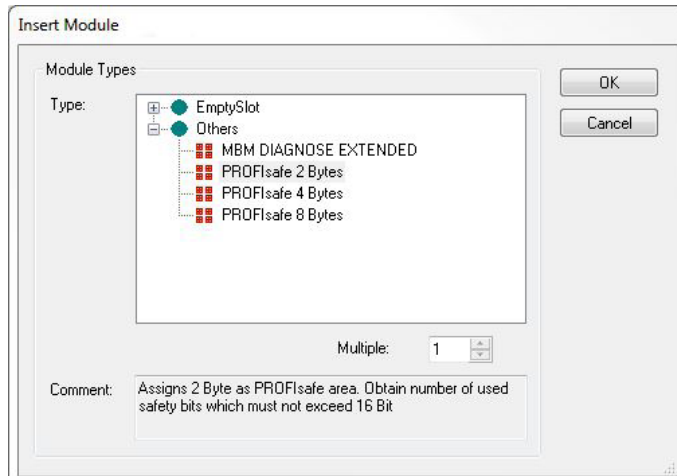 Insert Module
Module Types
Type:
EmptySlot
Others
MBM DIAGNOSE EXTENDED
PROFIsafe 2 Bytes
PROFIsafe 4 Bytes
PROFIsafe 8 Bytes
OK
Cancel
Multiple: 1
Comment: Assigns 2 Byte as PROFIsafe area. Obtain number of used
safety bits which must not exceed 16 Bit